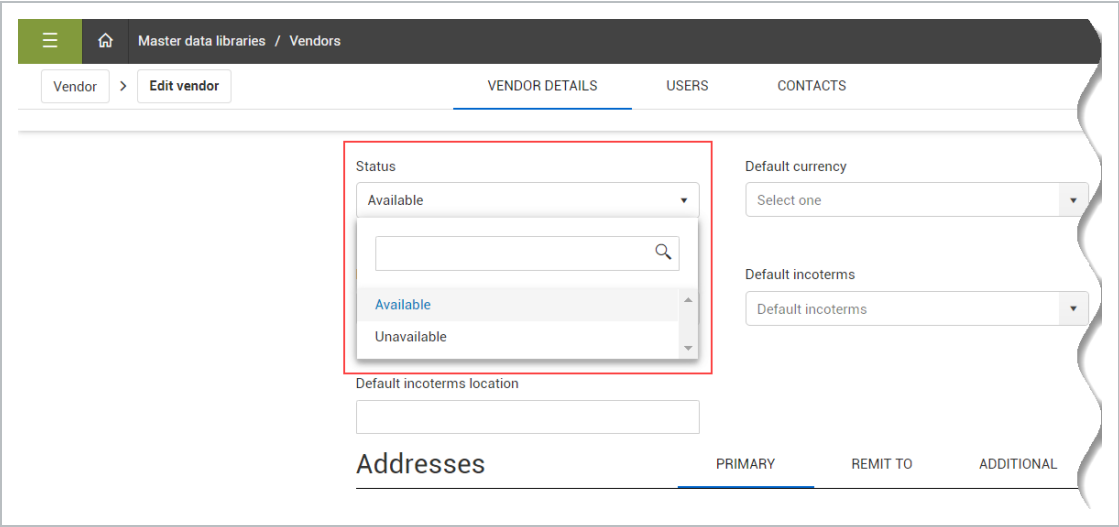 Master data libraries / Vendors
Vendor > Edit vendor
VENDOR DETAILS USERS CONTACTS
Status Default currency
Available Select one
Default incoterms
Available Default incoterms
Unavailable
Default incoterms location
Addresses PRIMARY REMIT TO ADDITIONAL